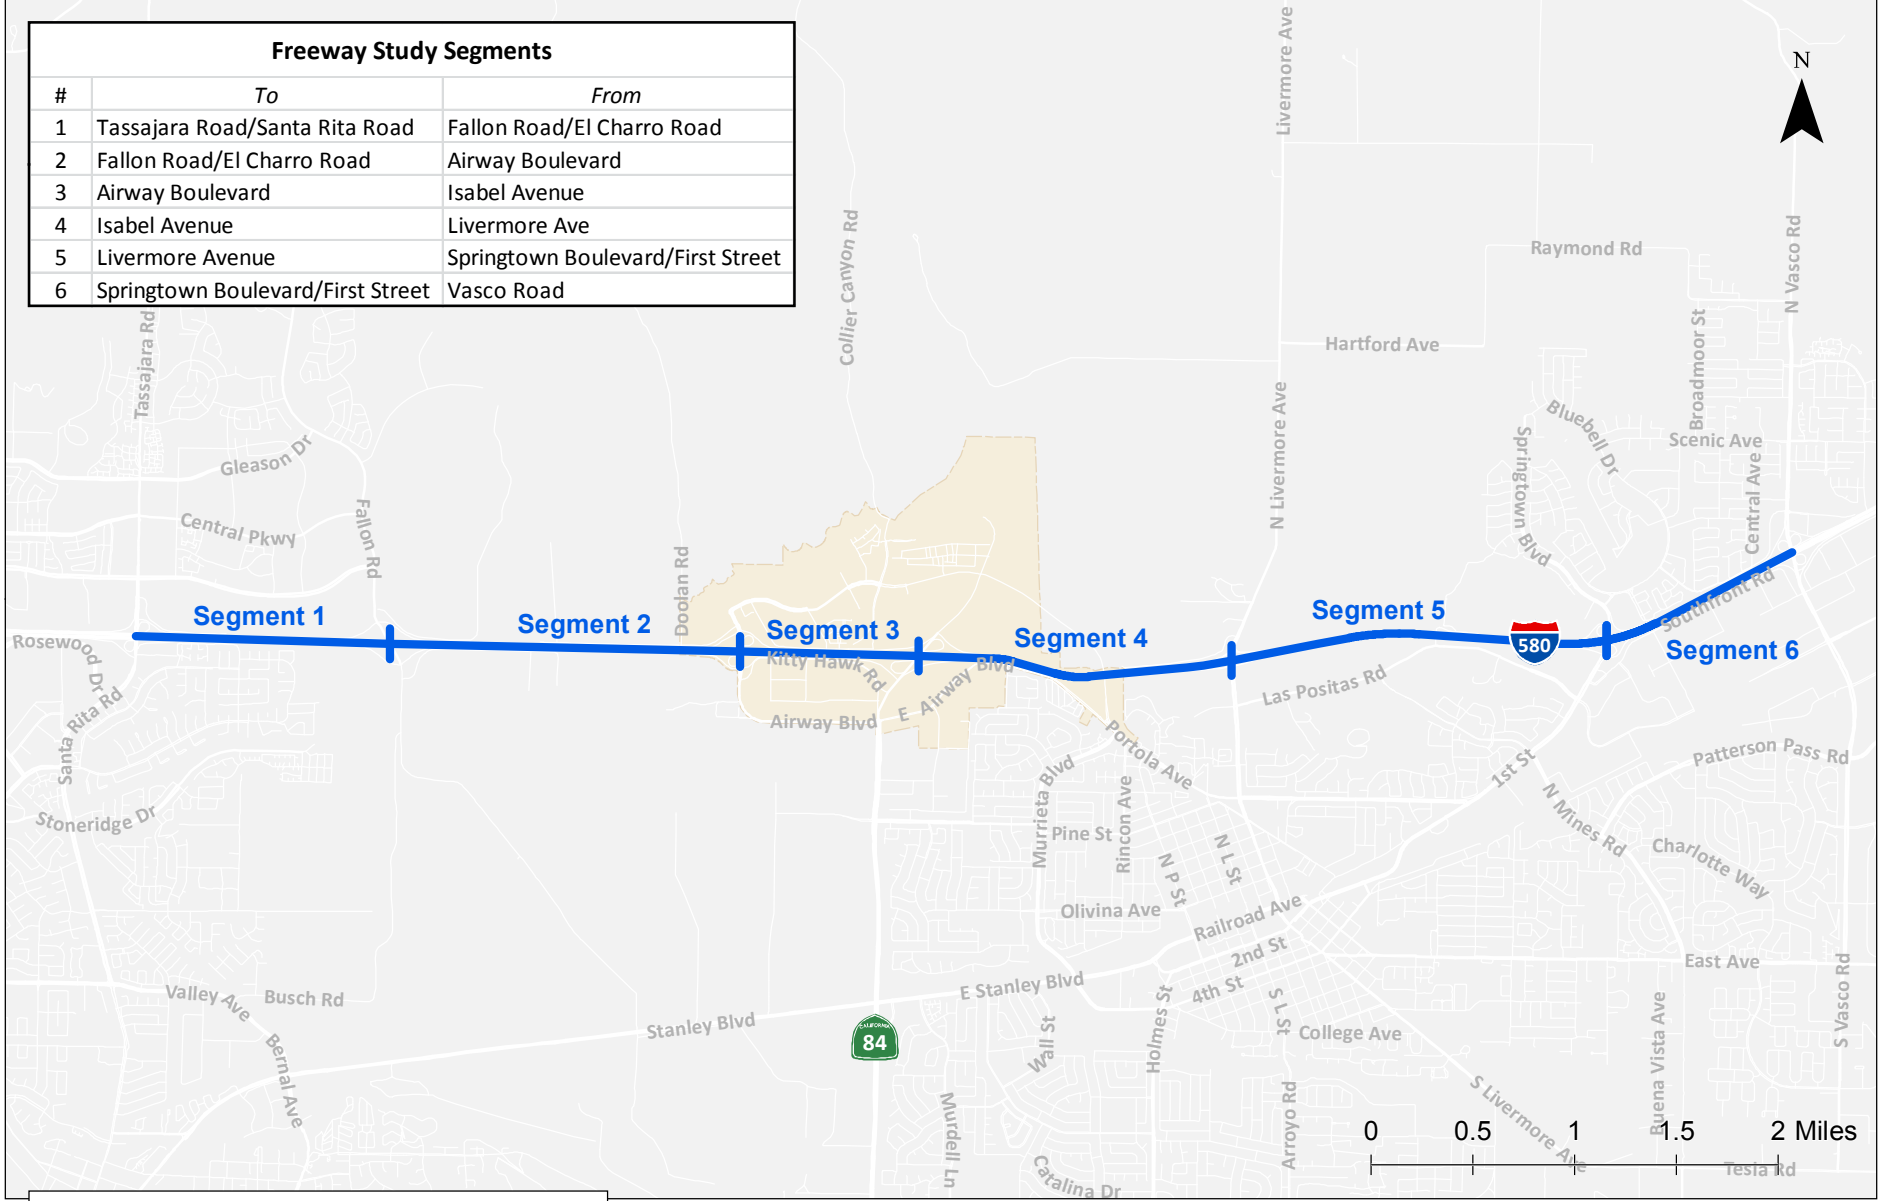 Freeway Study Segments
# To From
1 Tassajara Road/Santa Rita Road Fallon Road/El Charro Road
2 Fallon Road/El Charro Road Airway Boulevard
3 Airway Boulevard Isabel Avenue
4 Isabel Avenue Livermore Ave
5 Livermore Avenue Springtown Boulevard/First Street
6 Springtown Boulevard/First Street Vasco Road
N
Livermore Ave
Collier Canyon Rd
Raymond Rd
N Vasco Rd
Tassajara Rd
Hartford Ave
Broadmoor St
Bluebell Dr
Scenic Ave
Gleason Dr
N Livermore Ave
Springtown Blvd
Central Ave
Central Pkwy
Fallon Rd
Doolan Rd
Southfront Rd
Segment 1
Segment 2
Segment 3
Segment 4
Segment 5
580
Segment 6
Rosewood Dr
Kitty Hawk Rd
E Airway Blvd
Airway Blvd
Las Positas Rd
Santa Rita Rd
Portola Ave
Patterson Pass Rd
1st St
Murrieta Blvd
Rincon Ave
Pine St
N Mines Rd
Stoneridge Dr
N P St
N L St
Charlotte Way
Olivina Ave
Railroad Ave
2nd St
East Ave
4th St
E Stanley Blvd
Valley Ave
Busch Rd
Stanley Blvd
CALIFORNIA
84
Wall St
Holmes St
S L St
College Ave
Buena Vista Ave
S Vasco Rd
Bernal Ave
Murdell Ln
Catalina Dr
Arroyo Rd
S Livermore Ave
Tesla Rd
0 0.5 1 1.5 2 Miles